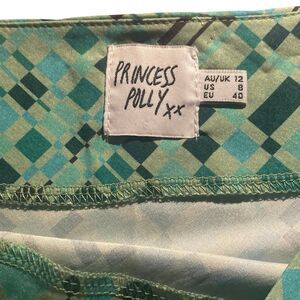 PRINCESS
POLLY xx
AU/UK 12
US 8
EU 40